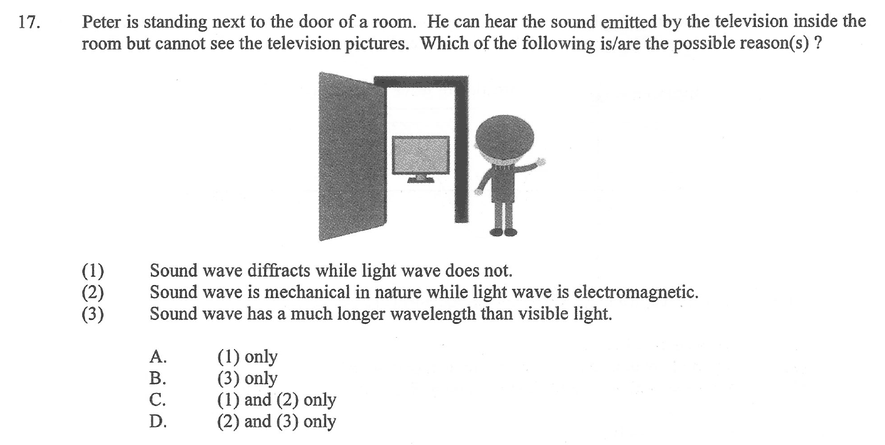 17. Peter is standing next to the door of a room. He can hear the sound emitted by the television inside the
room but cannot see the television pictures. Which of the following is/are the possible reason(s) ?
(1) Sound wave diffracts while light wave does not.
(2) Sound wave is mechanical in nature while light wave is electromagnetic.
(3) Sound wave has a much longer wavelength than visible light.
A. (1) only
B. (3) only
C. (1) and (2) only
D. (2) and (3) only